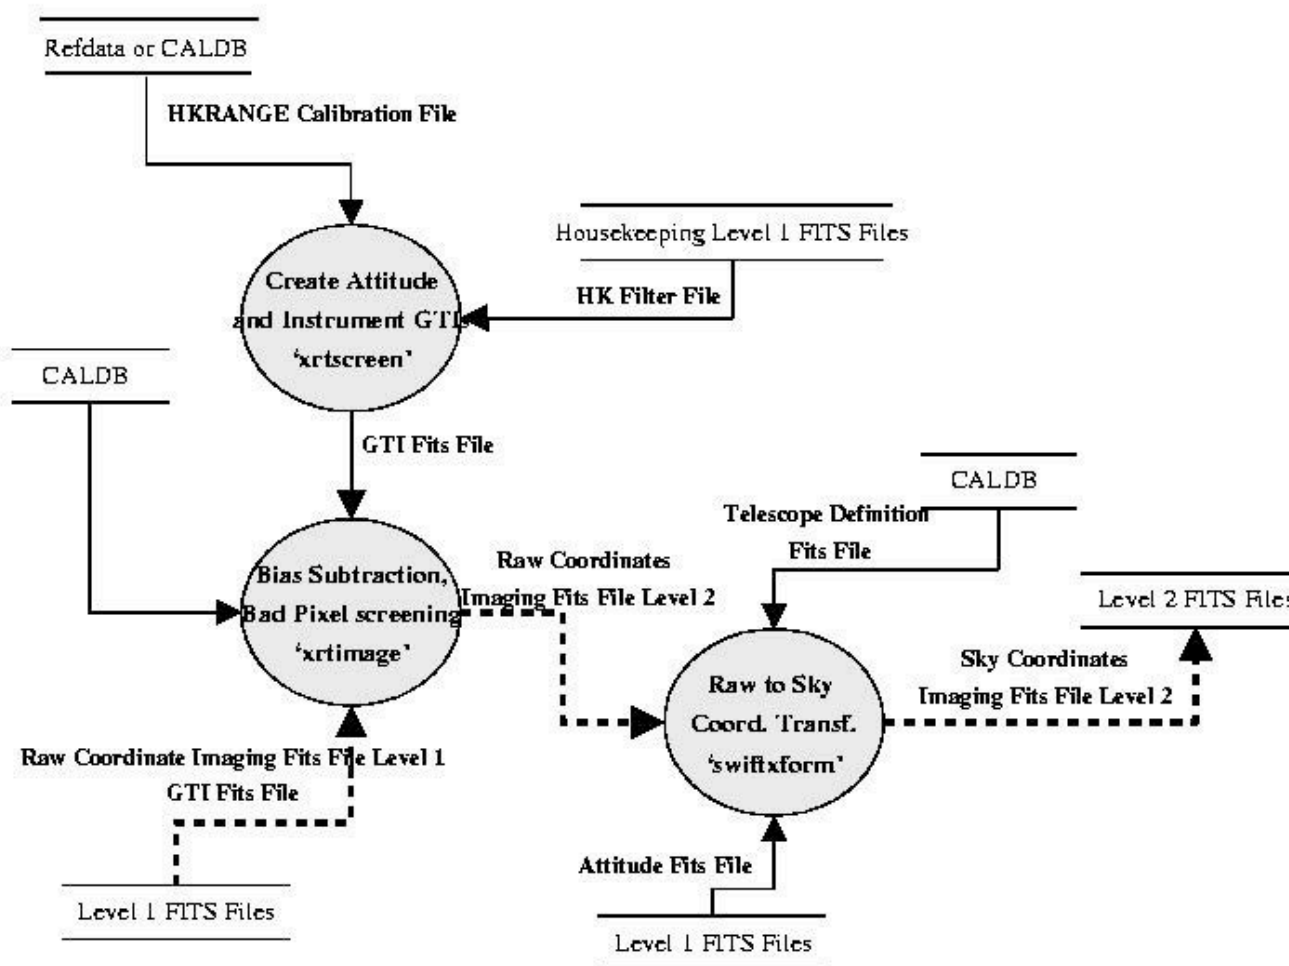 Refdata or CALDB
HKRANGE Calibration File
Housekeeping Level 1 FITS Files
HK Filter File
Create Attitude
and Instrument GTI
‘xrtscreen’
CALDB
GTI Fits File
CALDB
Telescope Definition
Fits File
Bias Subtraction,
Bad Pixel screening
‘xrtimage’
Raw Coordinates
Imaging Fits File Level 2
Level 2 FITS Files
Raw to Sky
Coord. Transf.
‘swiftxform’
Sky Coordinates
Imaging Fits File Level 2
Raw Coordinate Imaging Fits File Level 1
GTI Fits File
Level 1 FITS Files
Attitude Fits File
Level 1 FITS Files